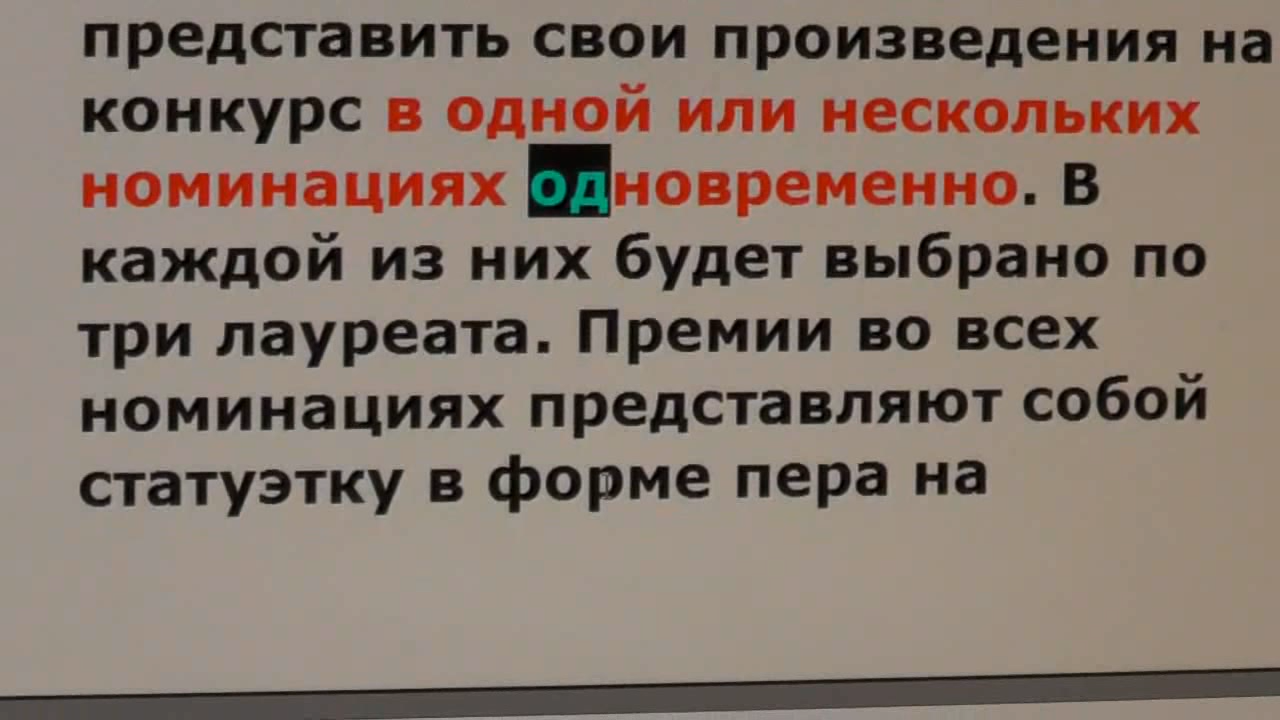 представить свои произведения на
конкурс в одной или нескольких
номинациях одновременно. В
каждой из них будет выбрано по
три лауреата. Премии во всех
номинациях представляют собой
статуэтку в форме пера на